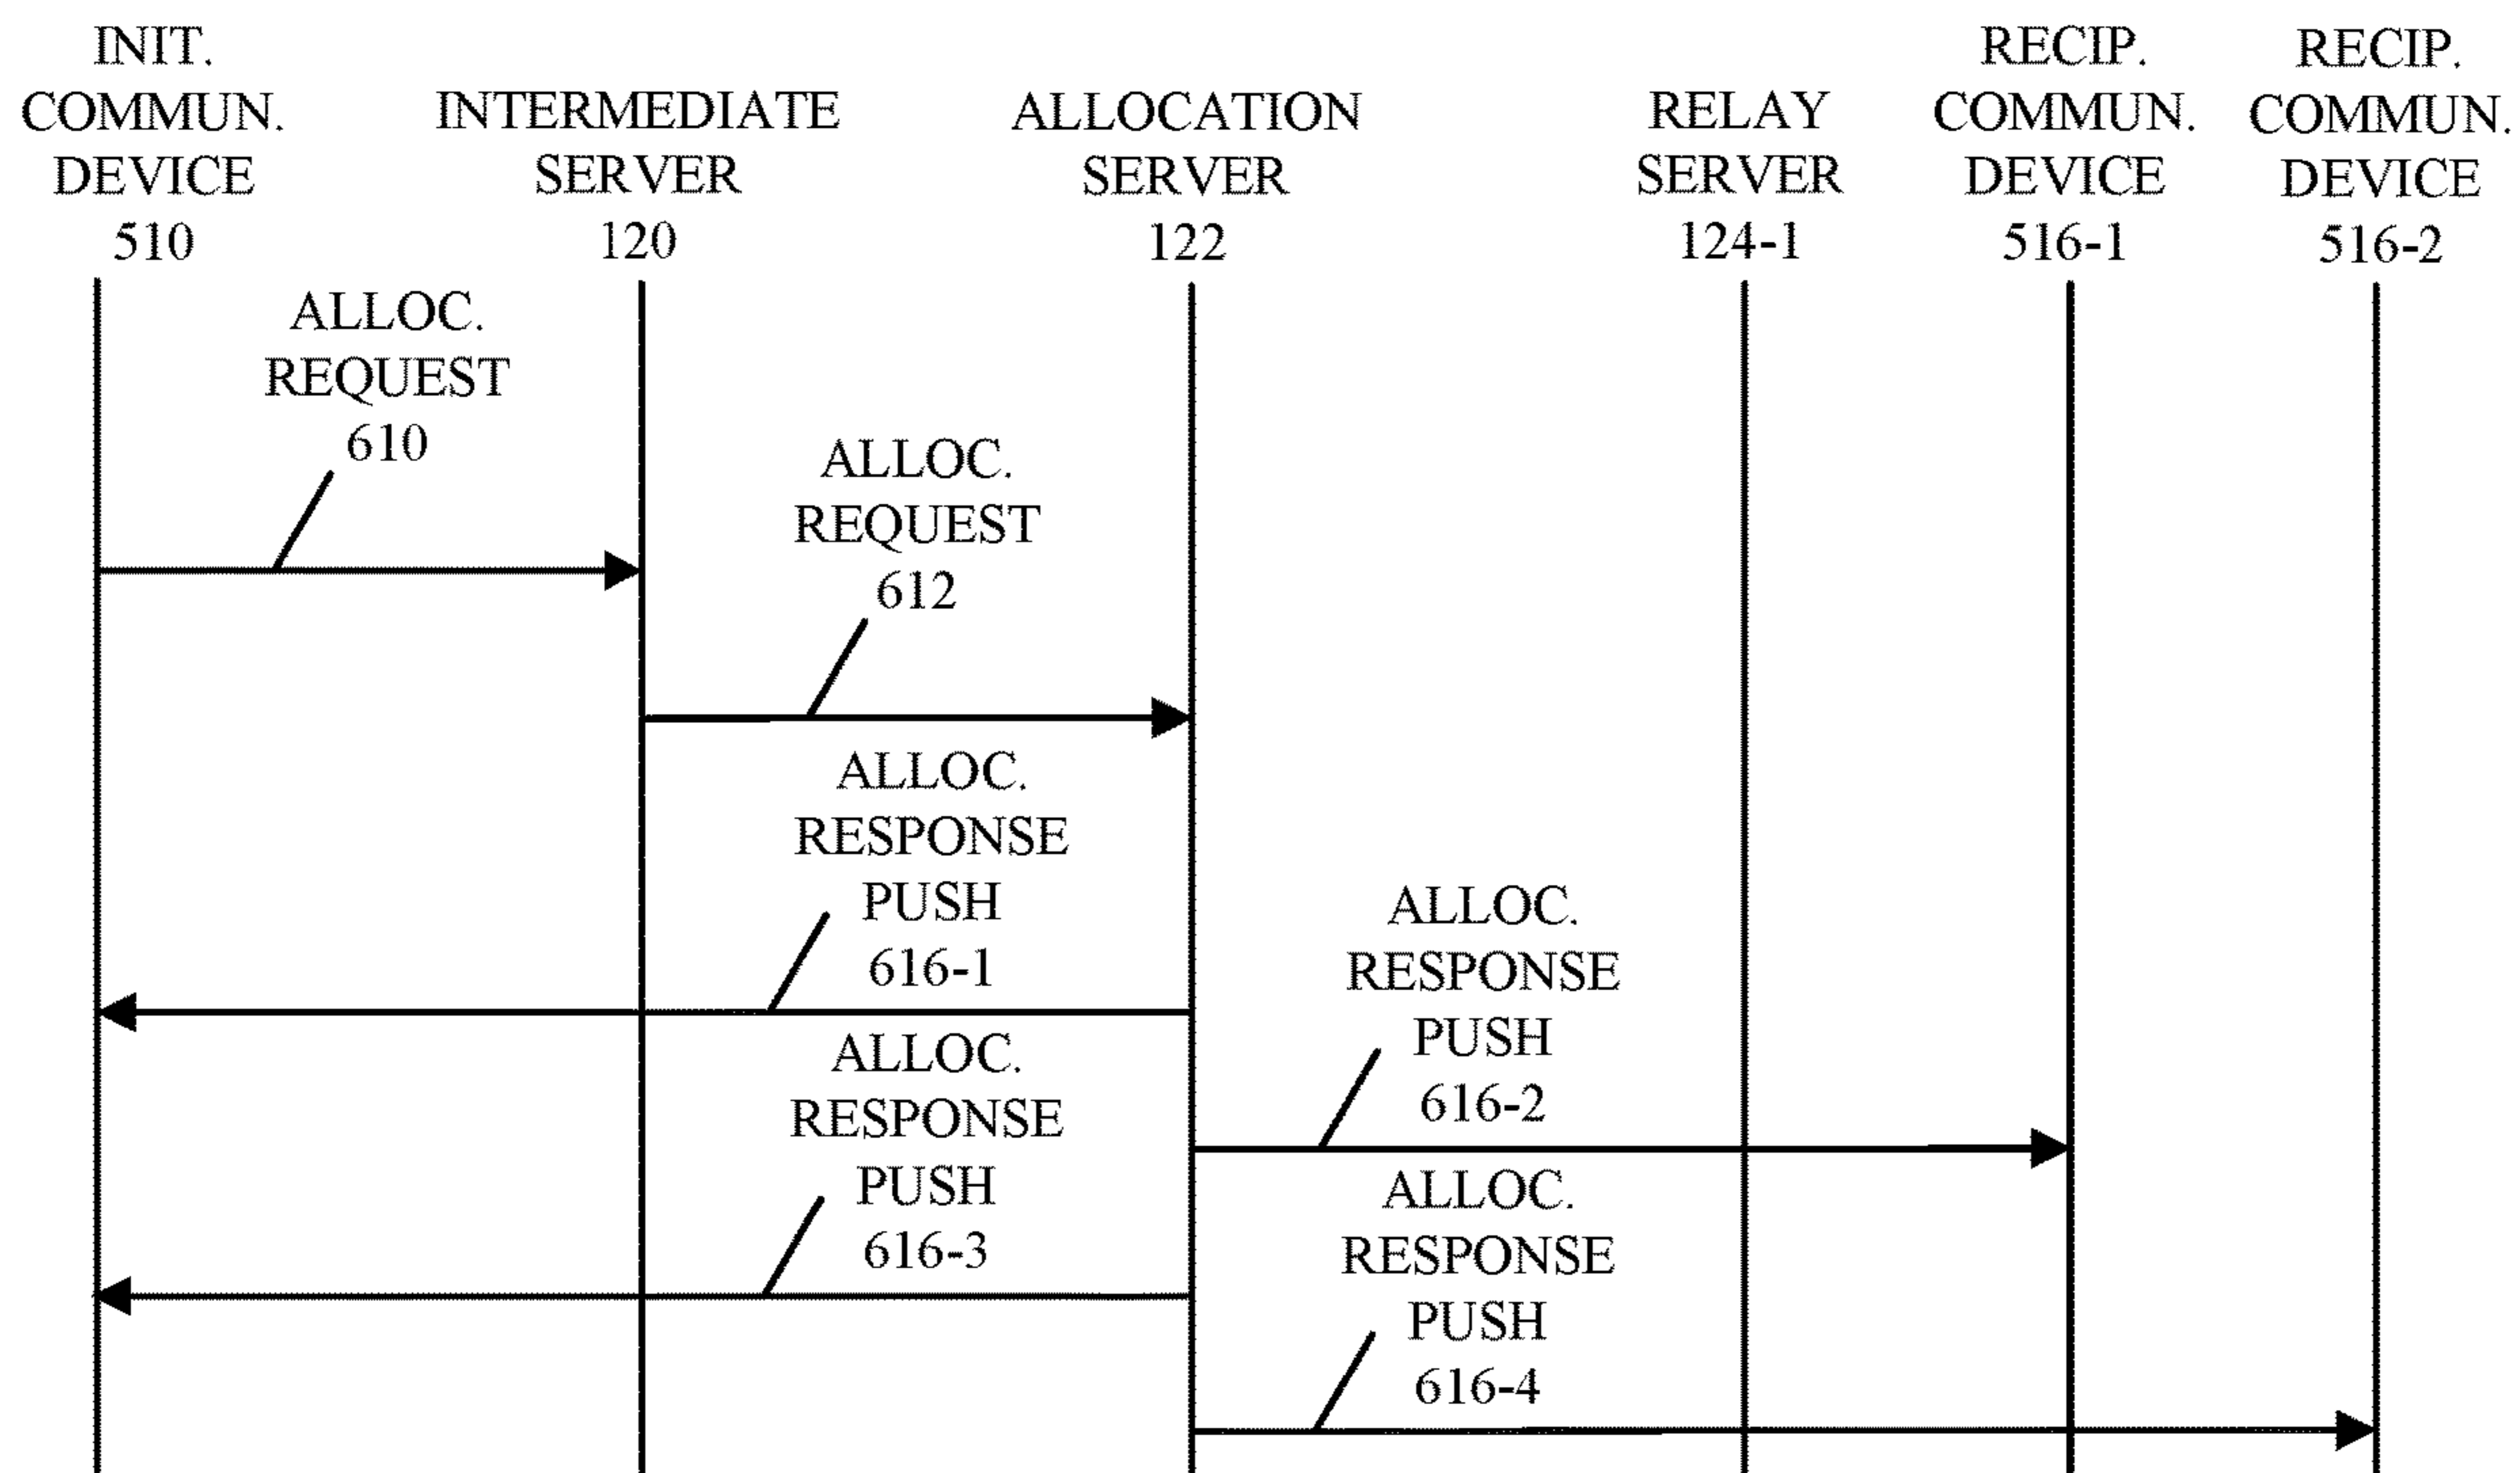 INIT.
COMMUN.
DEVICE
510
INTERMEDIATE
SERVER
120
ALLOCATION
SERVER
122
RELAY
SERVER
124-1
RECIP.
COMMUN.
DEVICE
516-1
RECIP.
COMMUN.
DEVICE
516-2
ALLOC.
REQUEST
610
ALLOC.
REQUEST
612
ALLOC.
RESPONSE
PUSH
616-1
ALLOC.
RESPONSE
PUSH
616-2
ALLOC.
RESPONSE
PUSH
616-3
ALLOC.
RESPONSE
PUSH
616-4